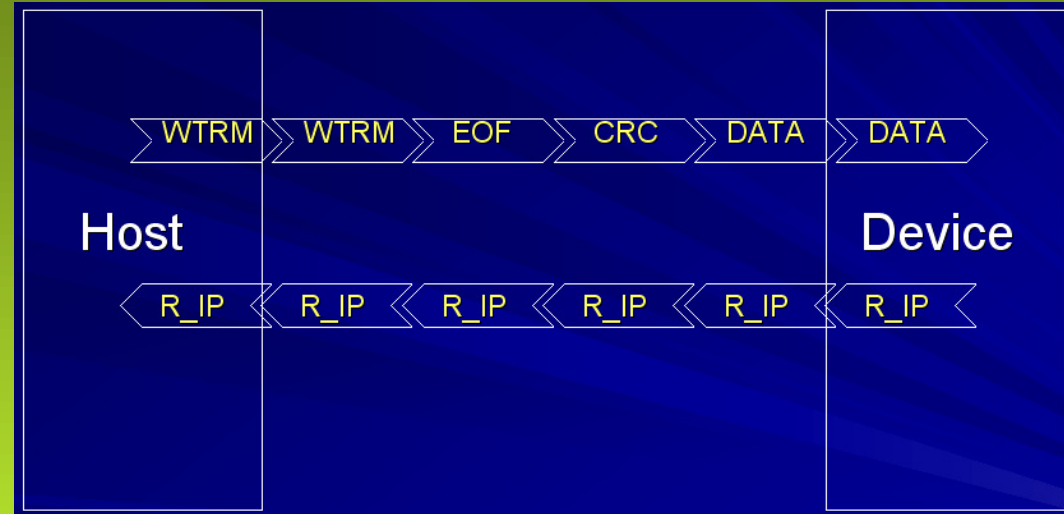 WTRM WTRM EOF CRC DATA DATA
Host Device
R_IP R_IP R_IP R_IP R_IP R_IP